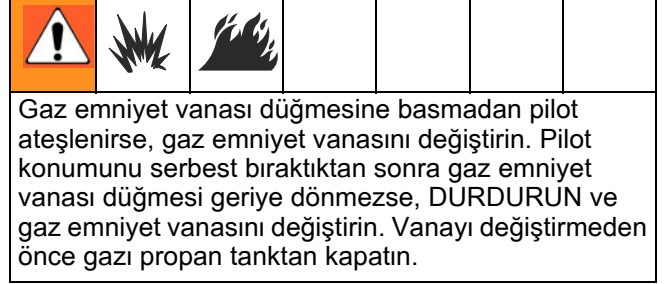 Gaz emniyet vanası düğmesine basmadan pilot
ateşlenirse, gaz emniyet vanasını değiştirin. Pilot
konumunu serbest bıraktıktan sonra gaz emniyet
vanası düğmesi geriye dönmezse, DURDURUN ve
gaz emniyet vanasını değiştirin. Vanayı değiştirmeden
önce gazı propan tanktan kapatın.